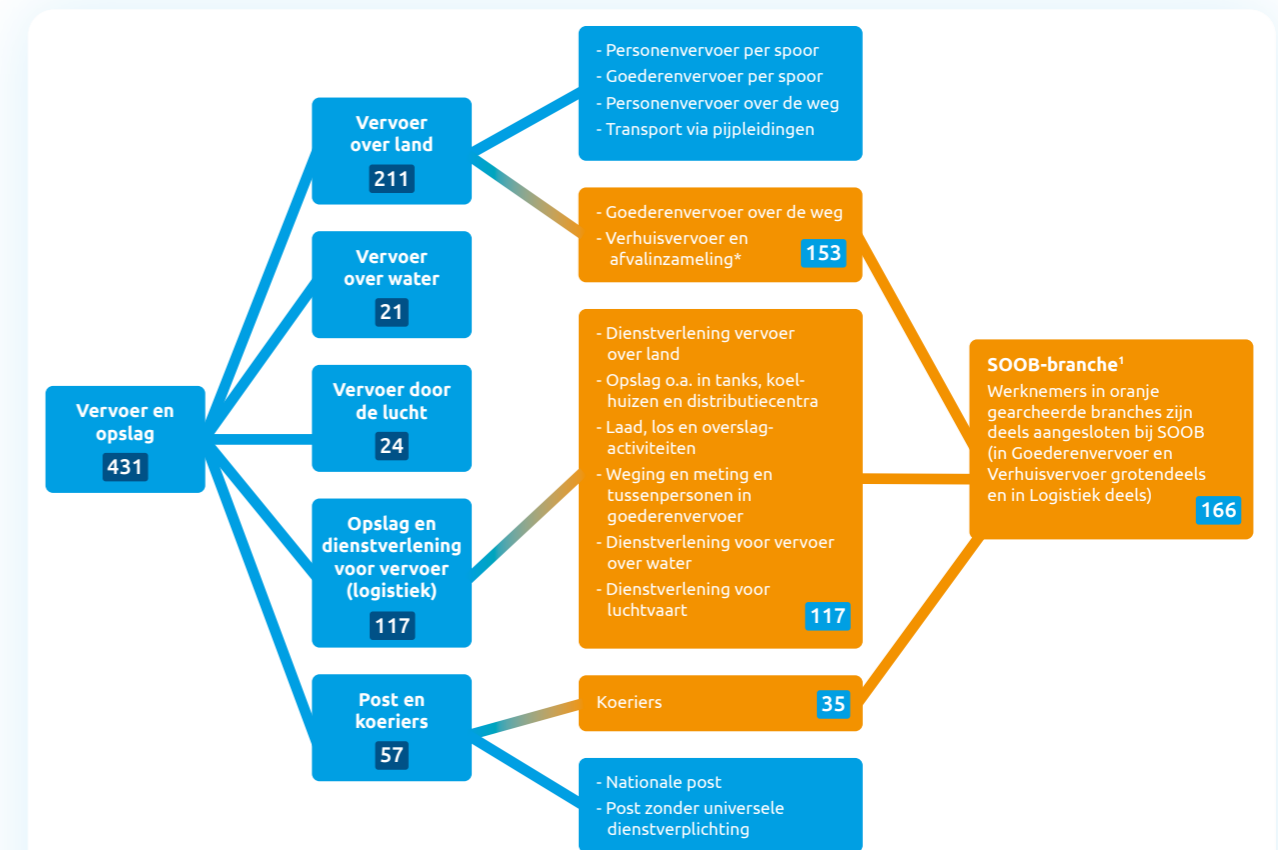 Vervoer en
opslag
431
Vervoer
over land
211
Vervoer
over water
21
Vervoer door
de lucht
24
Opslag en
dienstverlening
voor vervoer
(logistiek)
117
Post en
koeriers
57
- Personenvervoer per spoor
- Goederenvervoer per spoor
- Personenvervoer over de weg
- Transport via pijpleidingen
- Goederenvervoer over de weg
- Verhuisvervoer en
afvalinzameling*
153
- Dienstverlening vervoer
over land
- Opslag o.a. in tanks, koel-
huizen en distributiecentra
- Laad, los en overslag-
activiteiten
- Weging en meting en
tussenpersonen in
goederenvervoer
- Dienstverlening voor vervoer
over water
- Dienstverlening voor
luchtvaart
117
Koeriers
35
- Nationale post
- Post zonder universele
dienstverplichting
SOOB-branche¹
Werknemers in oranje
gearcheerde branches zijn
deels aangesloten bij SOOB
(in Goederenvervoer en
Verhuisvervoer grotendeels
en in Logistiek deels)
166